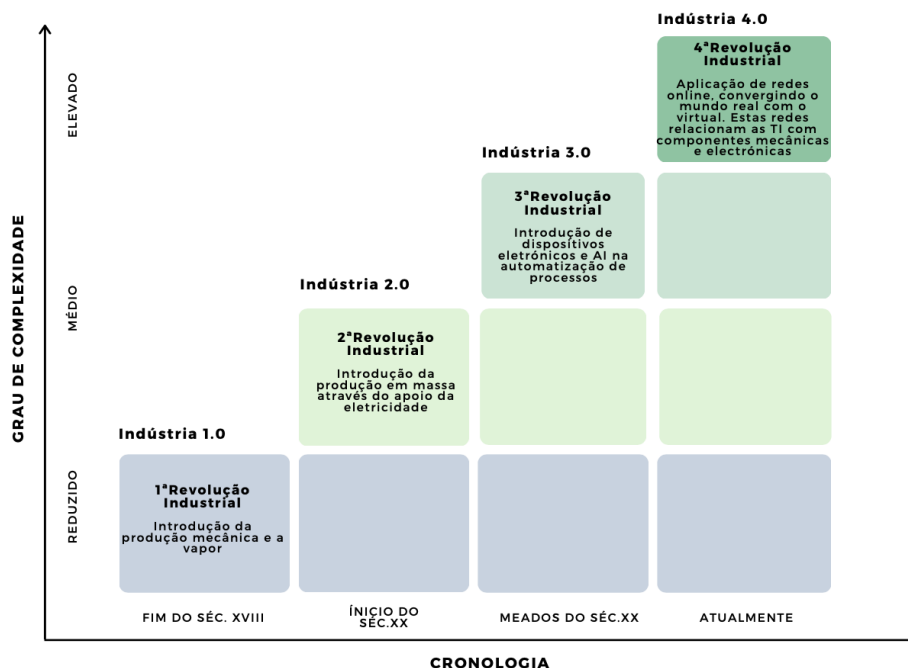 Indústria 4.0
4ªRevolução
Industrial
Aplicação de redes
online, convergindo o
mundo real com o
virtual. Estas redes
relacionam as TI com
componentes mecânicas
e electrónicas
Indústria 3.0
3ªRevolução
Industrial
Introdução de
dispositivos
eletrónicos e AI na
automatização de
processos
Indústria 2.0
2ªRevolução
Industrial
Introdução da
produção em massa
através do apoio da
eletricidade
Indústria 1.0
1ªRevolução
Industrial
Introdução da
produção mecânica e a
vapor
GRAU DE COMPLEXIDADE
ELEVADO
MÉDIO
REDUZIDO
FIM DO SÉC. XVIII
ÍNICIO DO
SÉC.XX
MEADOS DO SÉC.XX
ATUALMENTE
CRONOLOGIA